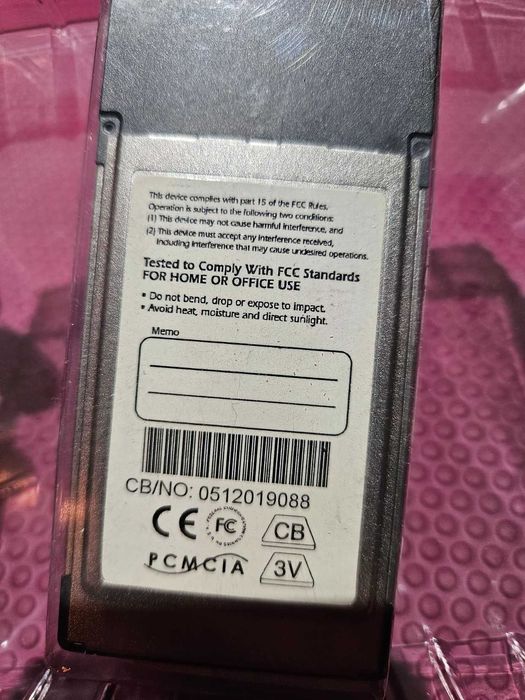 This device complies with part 15 of the FCC Rules.
Operation is subject to the following two conditions:
(1) This device may not cause harmful interference, and
(2) This device must accept any interference received,
including interference that may cause undesired operations.
Tested to Comply With FCC Standards
FOR HOME OR OFFICE USE
• Do not bend, drop or expose to impact.
• Avoid heat, moisture and direct sunlight.
Memo
CB/NO: 0512019088
CE FC CB
PCMCIA 3V